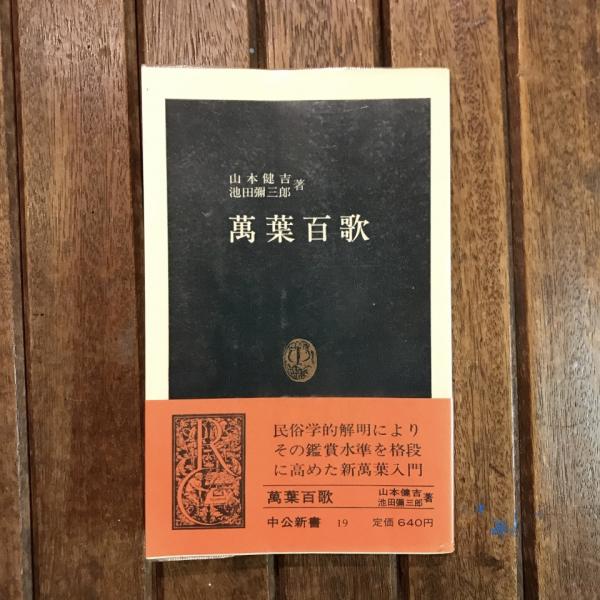 山本健吉
池田彌三郎 著
萬葉百歌
民俗学的解明により
その鑑賞水準を格段
に高めた新萬葉入門
萬葉百歌 山本健吉
池田彌三郎 著
中公新書 19 定価 640円
R
C